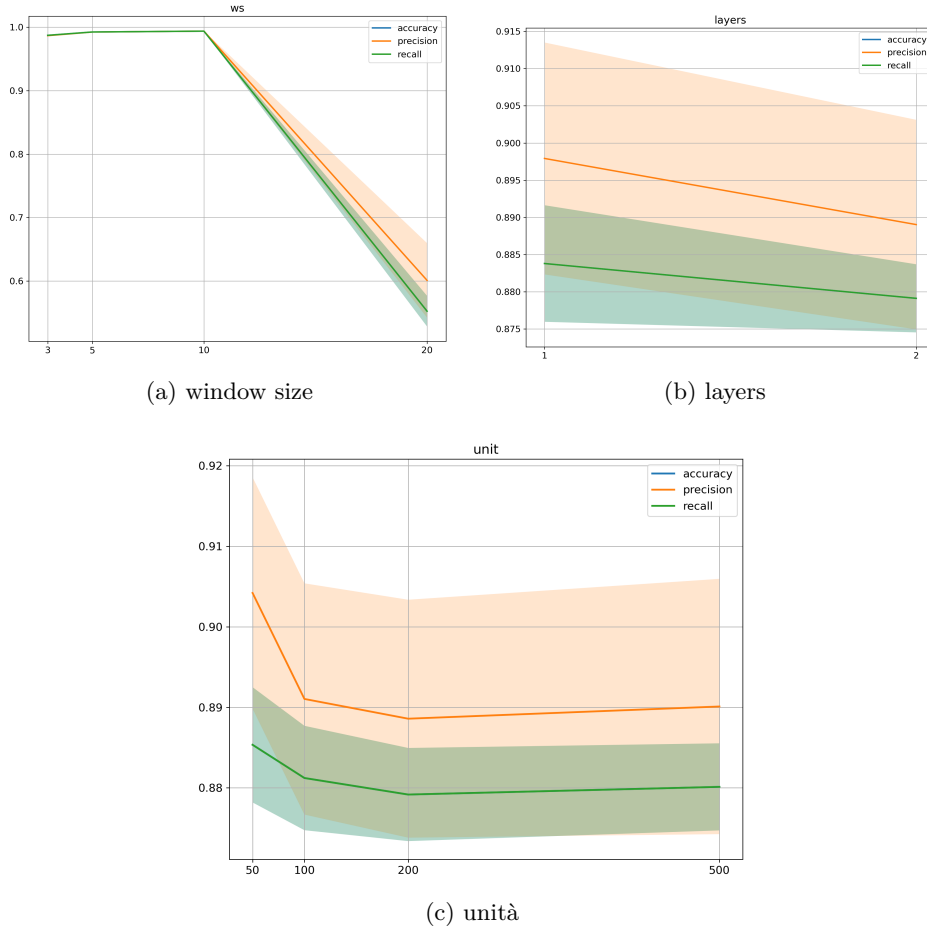 ws
1.0
0.9
0.8
0.7
0.6
3 5 10 20
accuracy
precision
recall
(a) window size
layers
0.915
0.910
0.905
0.900
0.895
0.890
0.885
0.880
0.875
1 2
accuracy
precision
recall
(b) layers
unit
0.92
0.91
0.90
0.89
0.88
50 100 200 500
accuracy
precision
recall
(c) unità